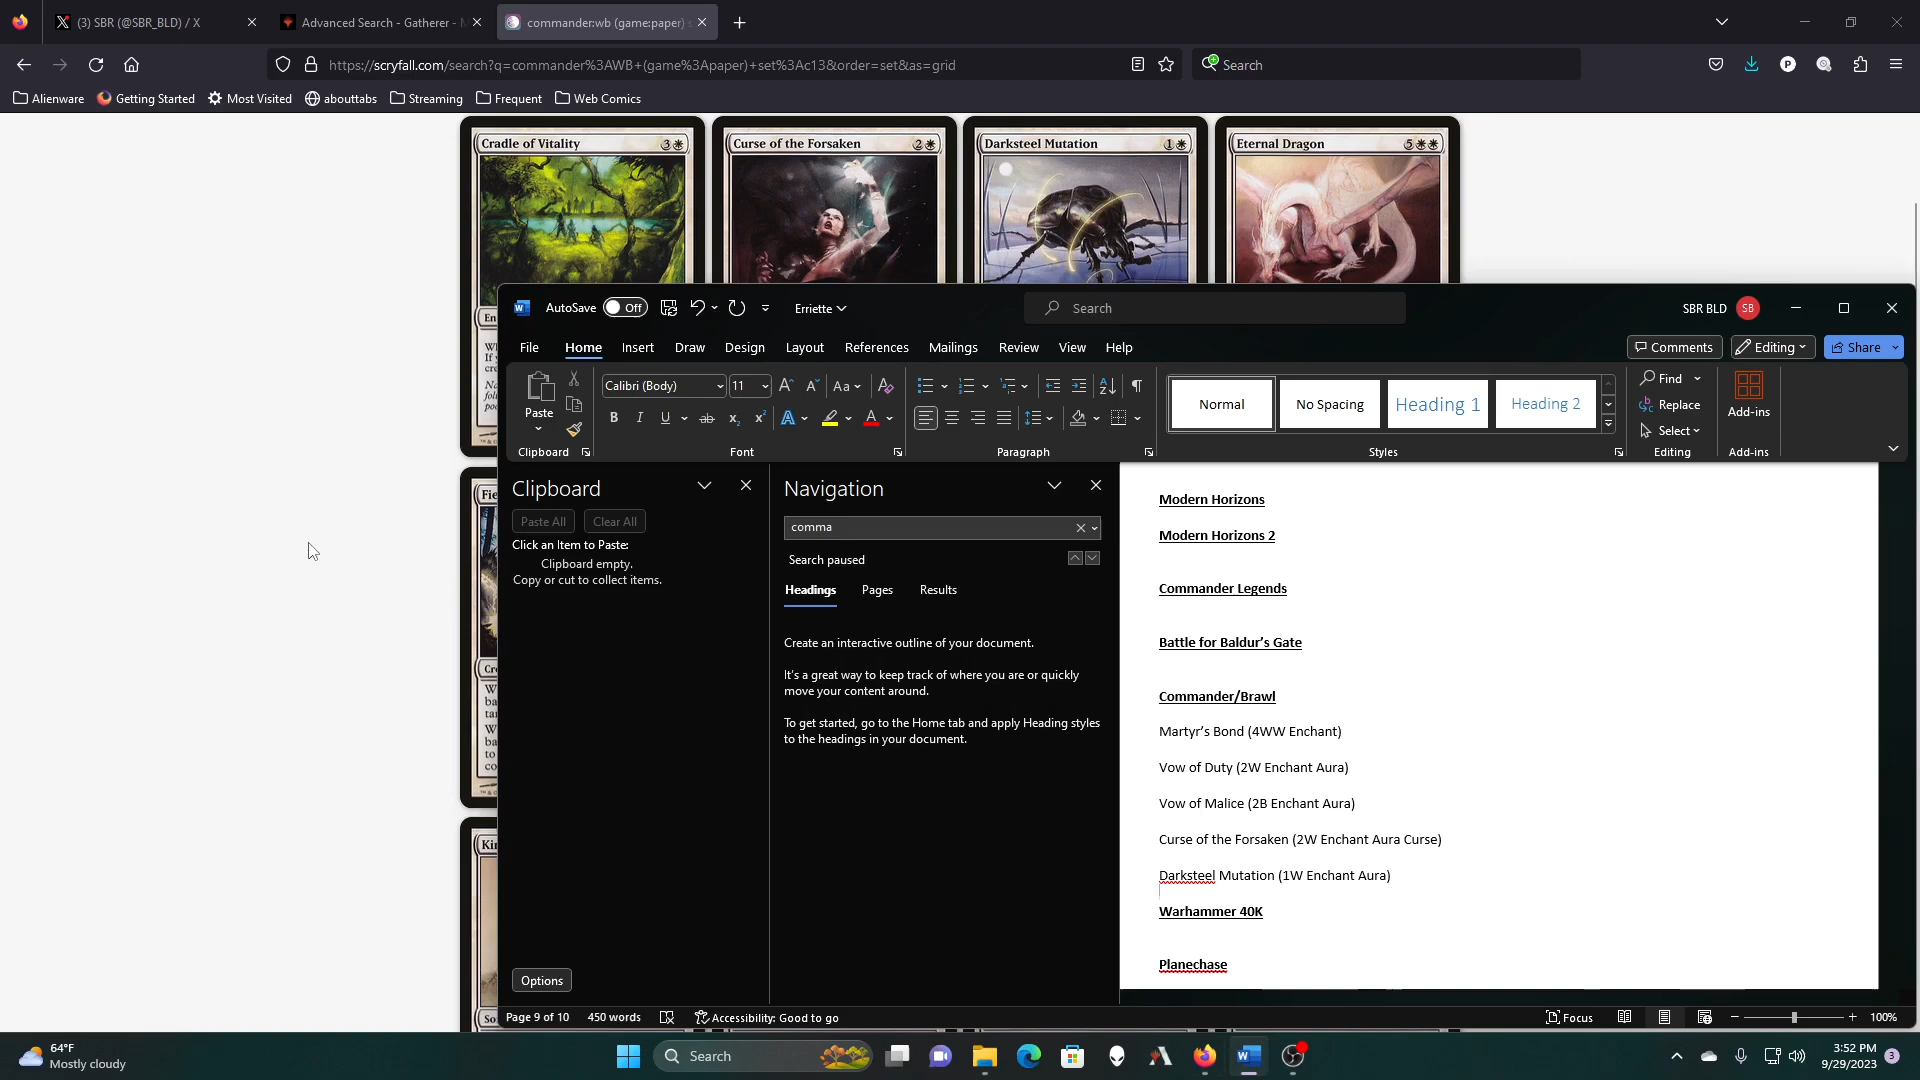 (3) SBR (@SBR_BLD) / X
Advanced Search - Gatherer - M
commander:wb (game:paper) s
https://scryfall.com/search?q=commander%3AWB+(game%3Apaper)+set%3Ac13&order=set&as=grid
Search
Alienware
Getting Started
Most Visited
abouttabs
Streaming
Frequent
Web Comics
Cradle of Vitality 3
Curse of the Forsaken 2
Darksteel Mutation 1
Eternal Dragon 5
AutoSave Off
Erriette
Search
SBR BLD SB
File Home Insert Draw Design Layout References Mailings Review View Help
Comments Editing Share
Paste
Calibri (Body) 11
Normal
No Spacing
Heading 1
Heading 2
Find
Replace
Select
Add-ins
Clipboard
Font
Paragraph
Styles
Editing
Add-ins
Clipboard
Paste All Clear All
Click an Item to Paste:
Clipboard empty.
Copy or cut to collect items.
Options
Navigation
comma
Search paused
Headings Pages Results
Create an interactive outline of your document.
It's a great way to keep track of where you are or quickly
move your content around.
To get started, go to the Home tab and apply Heading styles
to the headings in your document.
Modern Horizons
Modern Horizons 2
Commander Legends
Battle for Baldur's Gate
Commander/Brawl
Martyr's Bond (4WW Enchant)
Vow of Duty (2W Enchant Aura)
Vow of Malice (2B Enchant Aura)
Curse of the Forsaken (2W Enchant Aura Curse)
Darksteel Mutation (1W Enchant Aura)
Warhammer 40K
Planechase
Page 9 of 10 450 words Accessibility: Good to go
Focus
100%
64°F
Mostly cloudy
Search
3:52 PM
9/29/2023
3